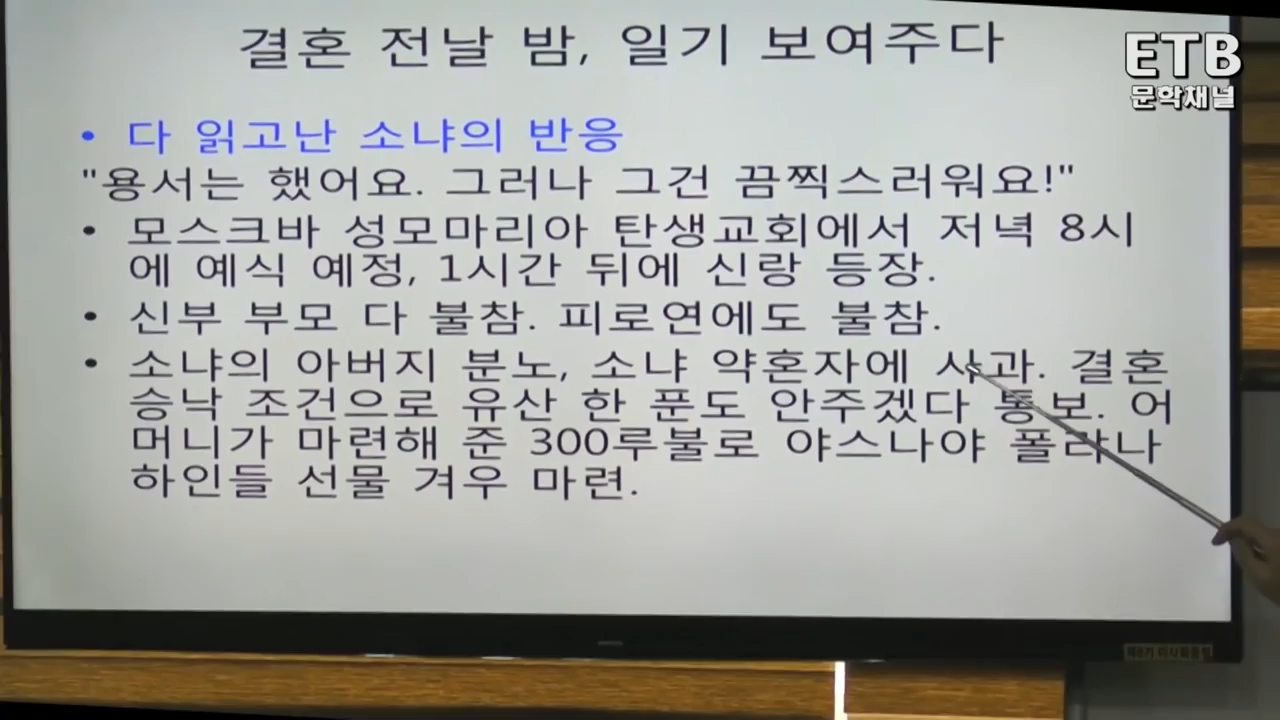 결혼 전날 밤, 일기 보여주다
ETB
문학채널
• 다 읽고난 소냐의 반응
"용서는 했어요. 그러나 그건 끔찍스러워요!"
• 모스크바 성모마리아 탄생교회에서 저녁 8시
에 예식 예정, 1시간 뒤에 신랑 등장.
• 신부 부모 다 불참. 피로연에도 불참.
• 소냐의 아버지 분노, 소냐 약혼자에 사과. 결혼
승낙 조건으로 유산 한 푼도 안주겠다 통보. 어
머니가 마련해 준 300루불로 야스나야 폴랴나
하인들 선물 겨우 마련.